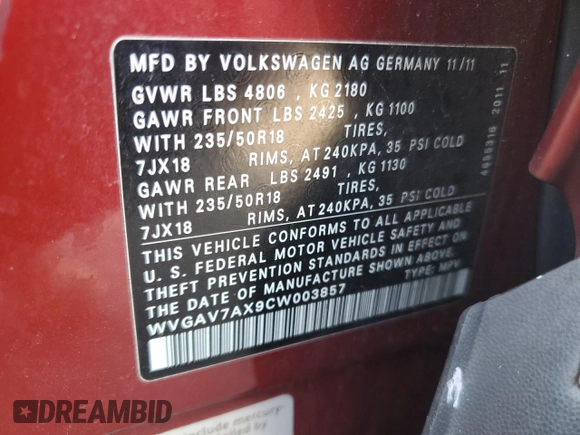 MFD BY VOLKSWAGEN AG GERMANY 11/11
GVWR LBS 4806 , KG 2180
GAWR FRONT LBS 2425 , KG 1100
WITH 235/50R18 TIRES,
7JX18 RIMS, AT 240KPA, 35 PSI COLD
GAWR REAR LBS 2491 , KG 1130
WITH 235/50R18 TIRES,
7JX18 RIMS, AT 240KPA, 35 PSI COLD
THIS VEHICLE CONFORMS TO ALL APPLICABLE
U. S. FEDERAL MOTOR VEHICLE SAFETY AND
THEFT PREVENTION STANDARDS IN EFFECT ON
THE DATE OF MANUFACTURE SHOWN ABOVE.
WVGAV7AX9CW003857 TYPE: MPV
2011 11
include mercury
DREAMBID